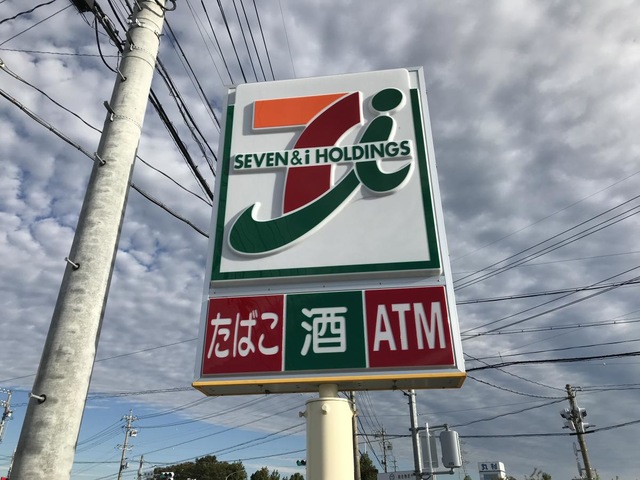 SEVEN&i HOLDINGS
たばこ 酒 ATM